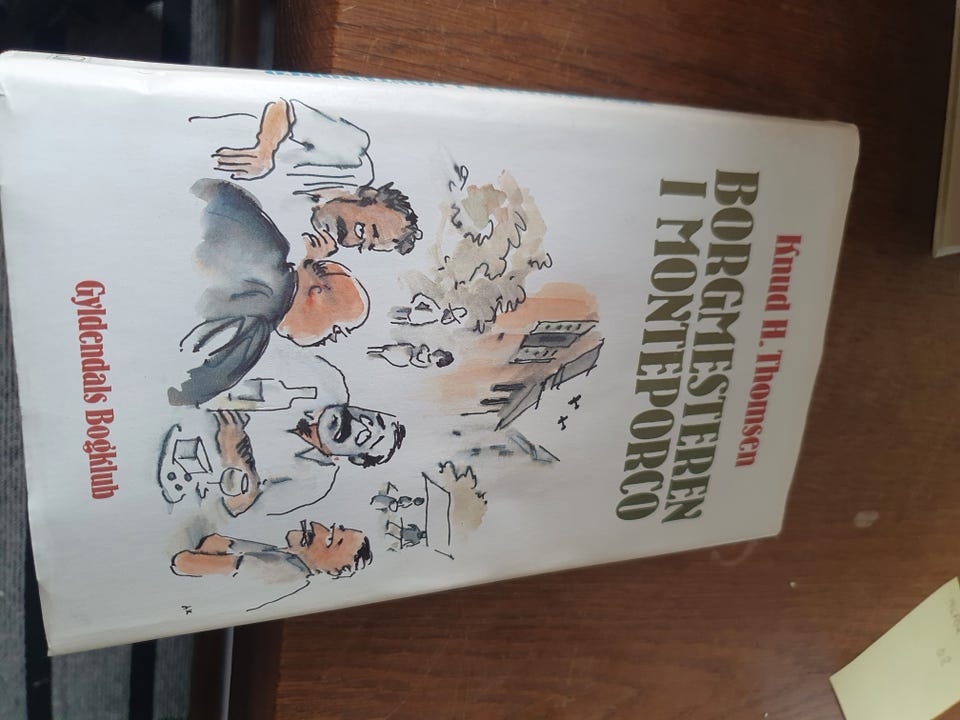 Knud H. Thomsen
BORGMESTEREN
I MONTEPORCO
Gyldendals Bogklub